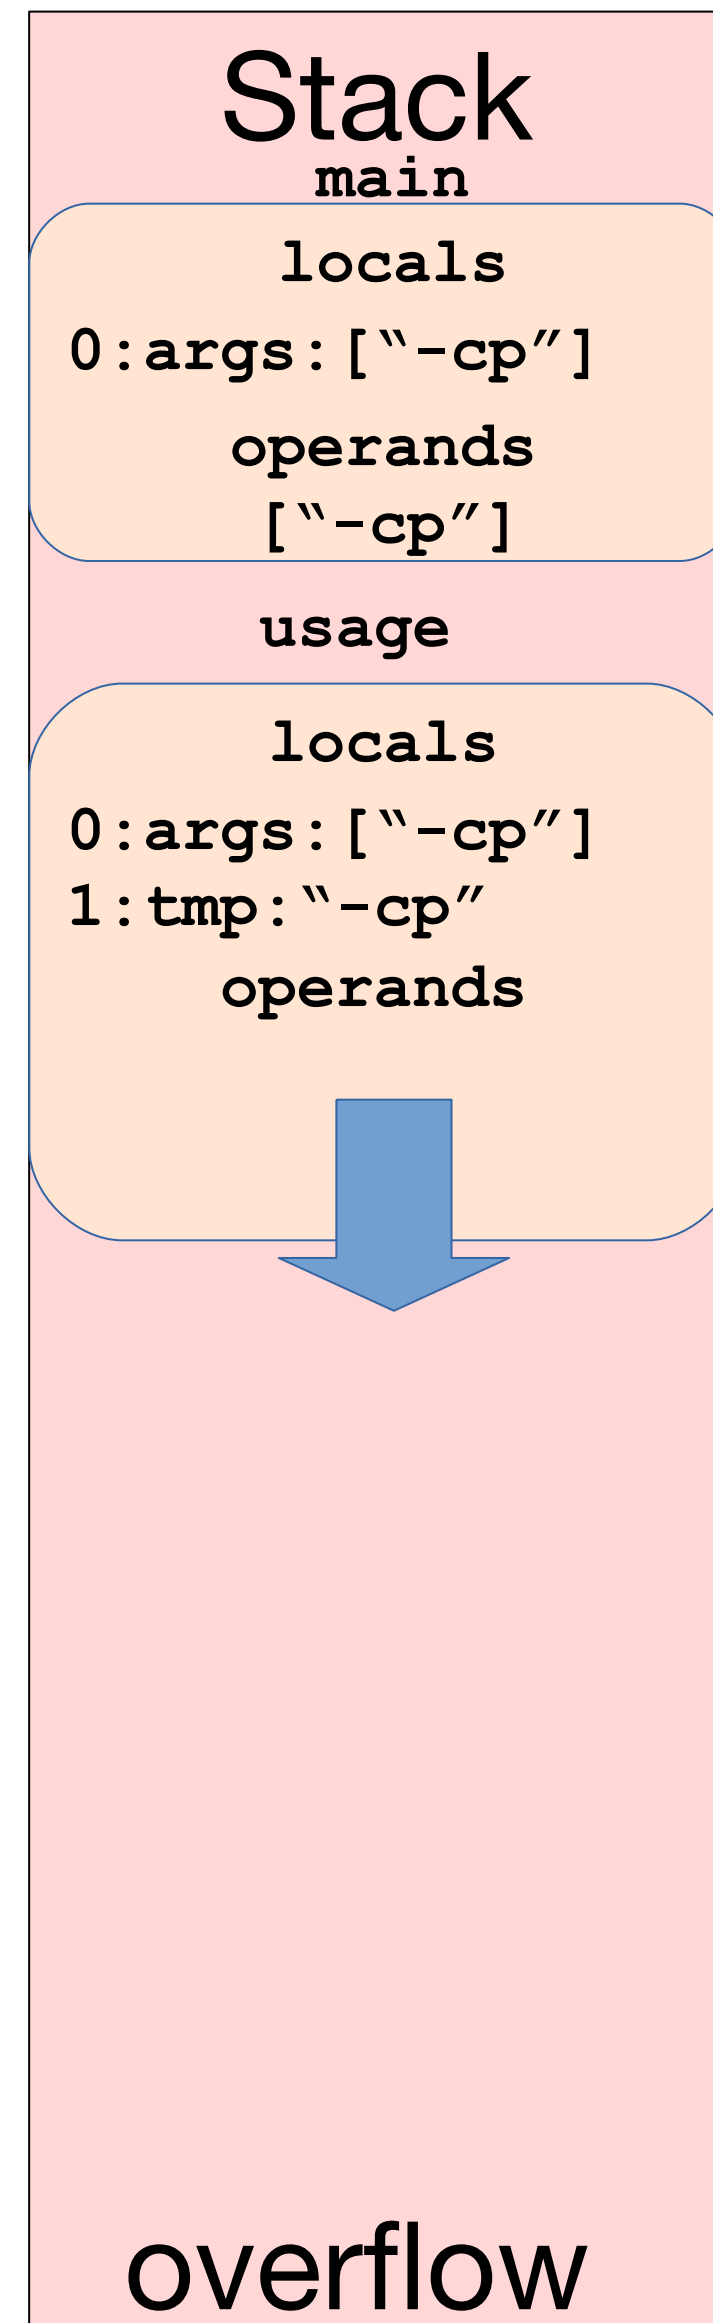 Stack
main
locals
0:args:[“-cp”]
operands
[“-cp”]
usage
locals
0:args:[“-cp”]
1:tmp:“-cp”
operands
overflow